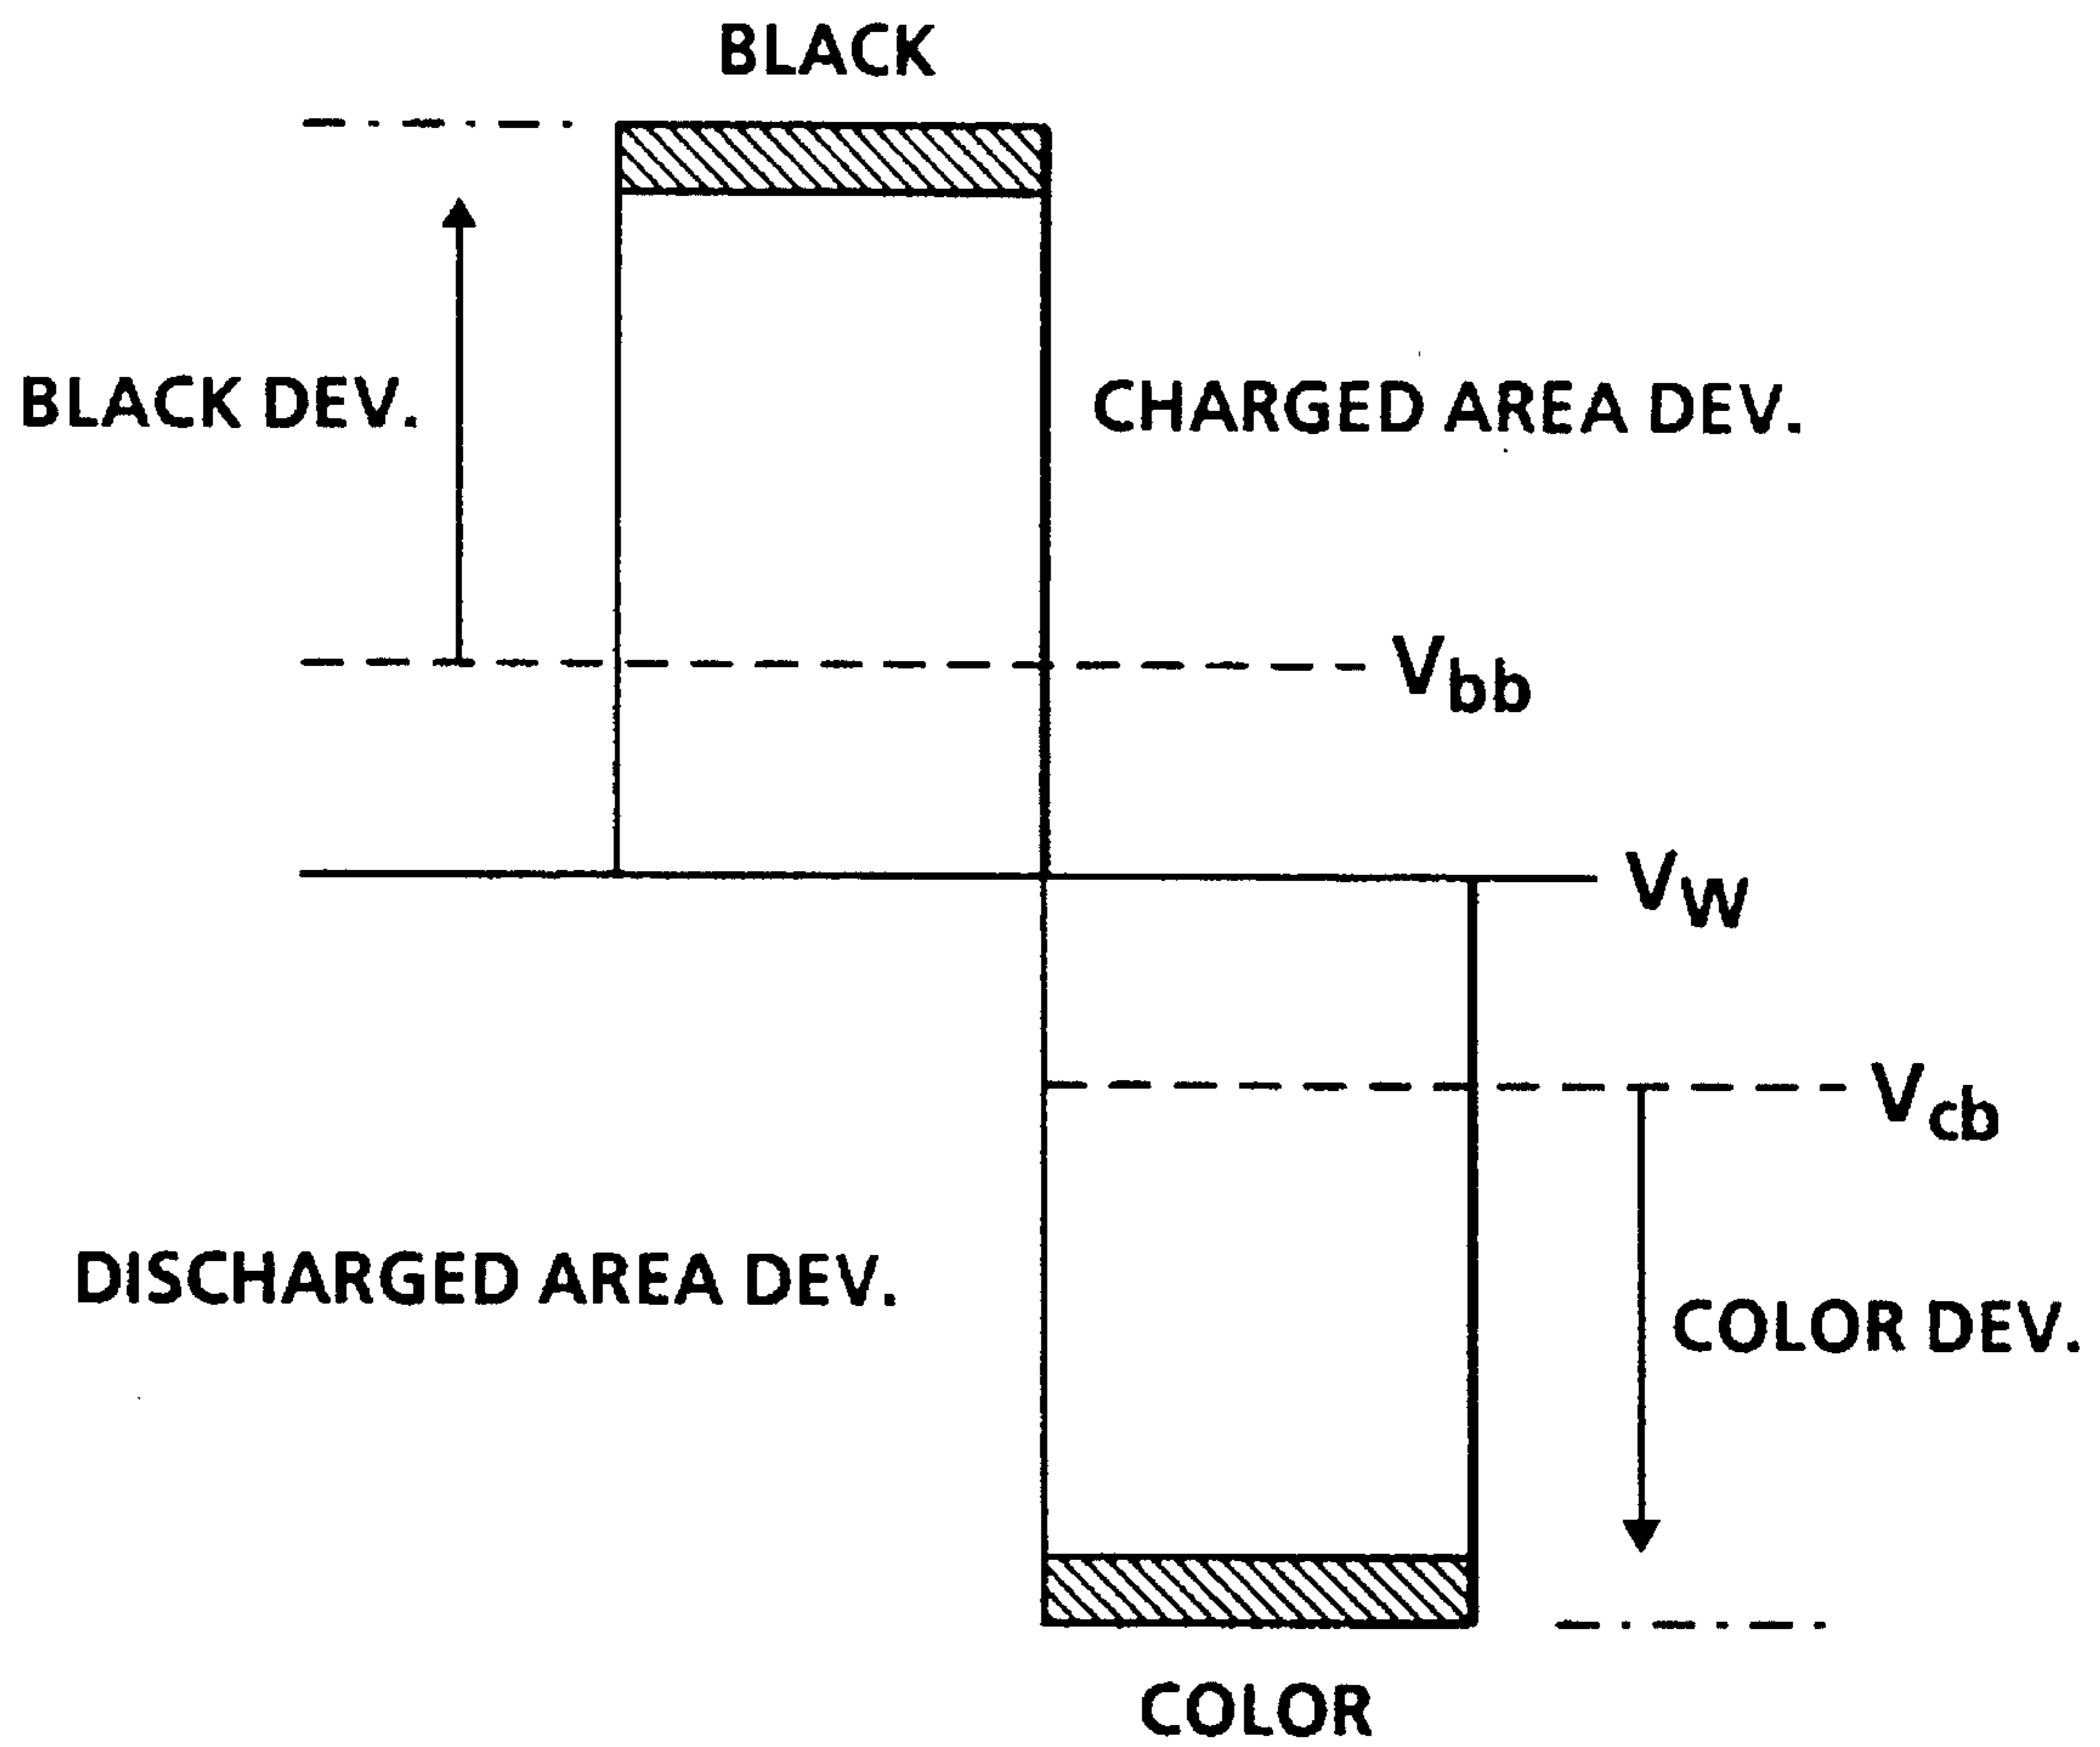 BLACK
BLACK DEV.
CHARGED AREA DEV.
Vbb
Vw
Vcb
DISCHARGED AREA DEV.
COLOR DEV.
COLOR